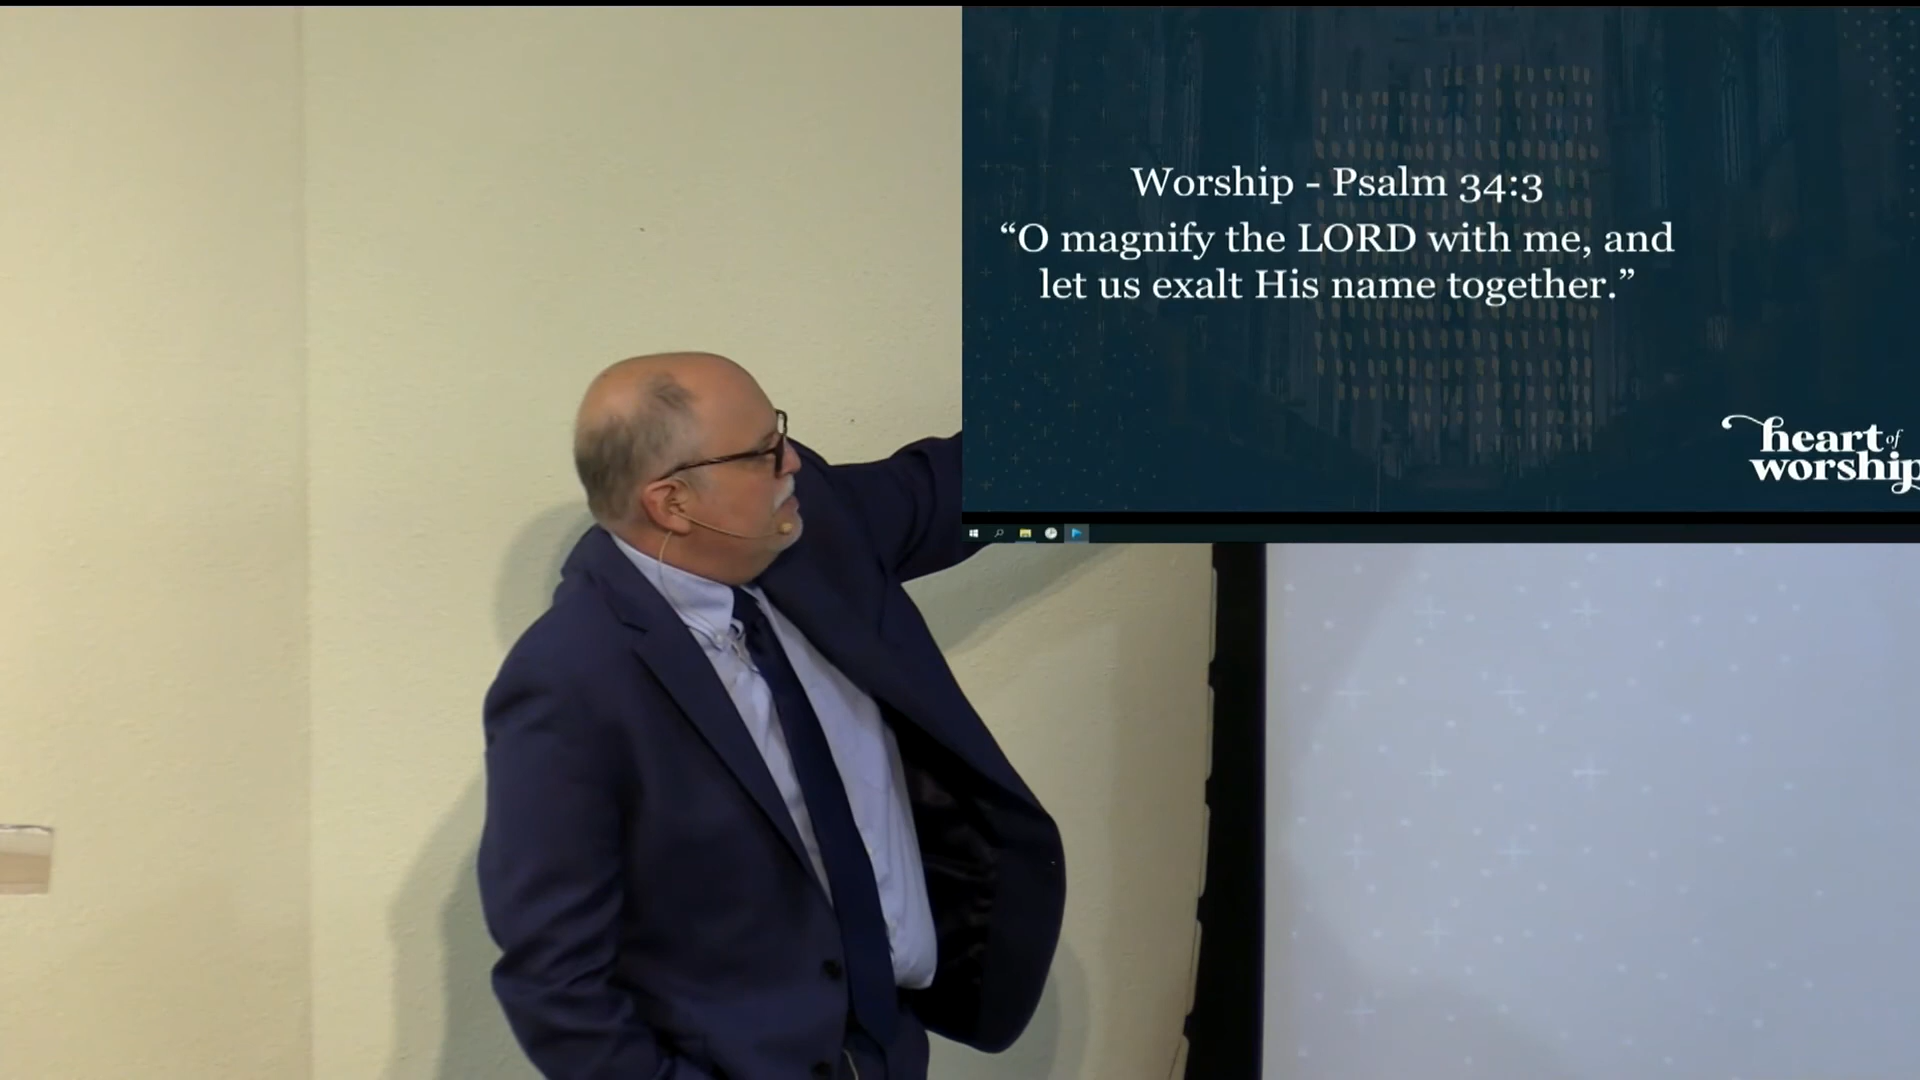 Worship - Psalm 34:3
“O magnify the LORD with me, and
let us exalt His name together.”
heart of
worship